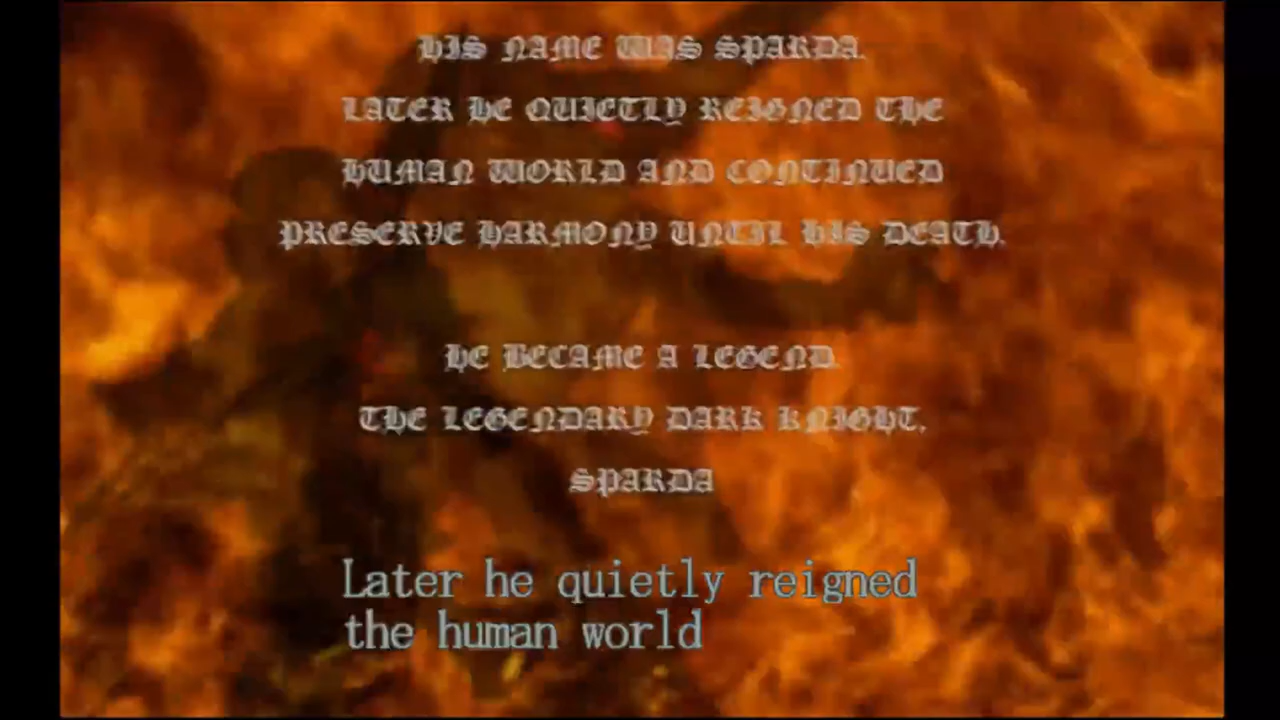 HIS NAME WAS SPARDA.
LATER HE QUIETLY REIGNED THE
HUMAN WORLD AND CONTINUED
PRESERVE HARMONY UNTIL HIS DEATH.
HE BECAME A LEGEND.
THE LEGENDARY DARK KNIGHT,
SPARDA
Later he quietly reigned
the human world